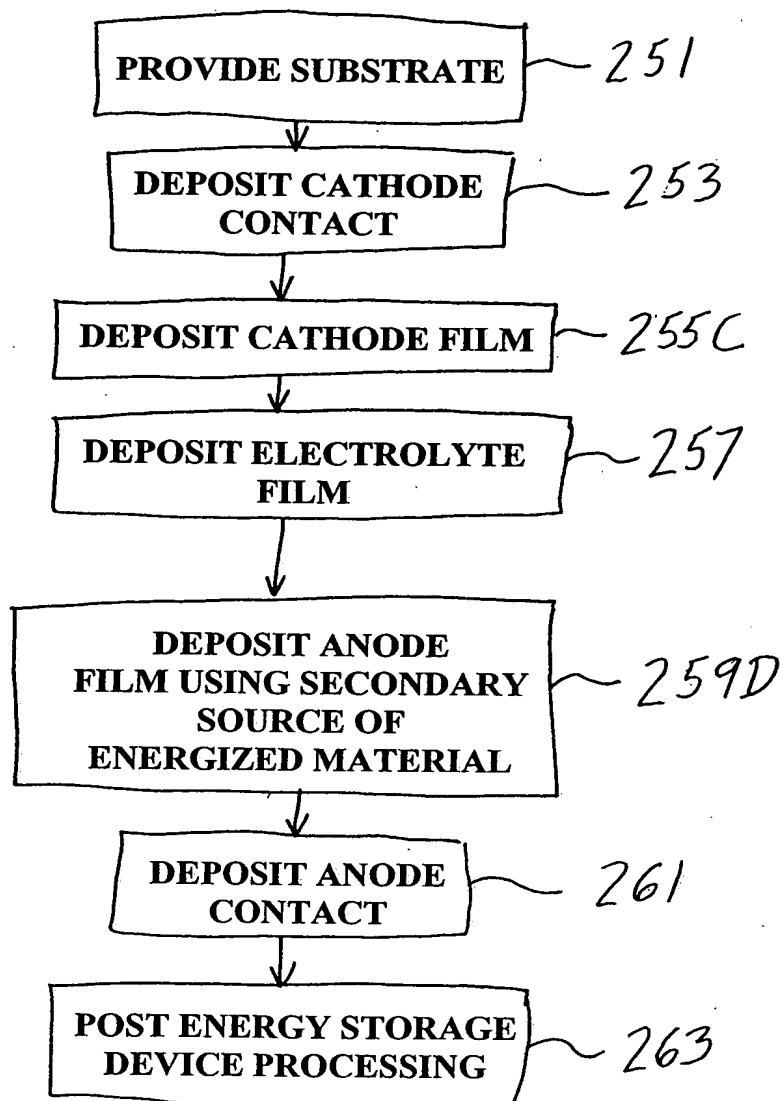 PROVIDE SUBSTRATE 251
DEPOSIT CATHODE 253
CONTACT
DEPOSIT CATHODE FILM 255C
DEPOSIT ELECTROLYTE 257
FILM
DEPOSIT ANODE
FILM USING SECONDARY 259D
SOURCE OF
ENERGIZED MATERIAL
DEPOSIT ANODE 261
CONTACT
POST ENERGY STORAGE
DEVICE PROCESSING 263